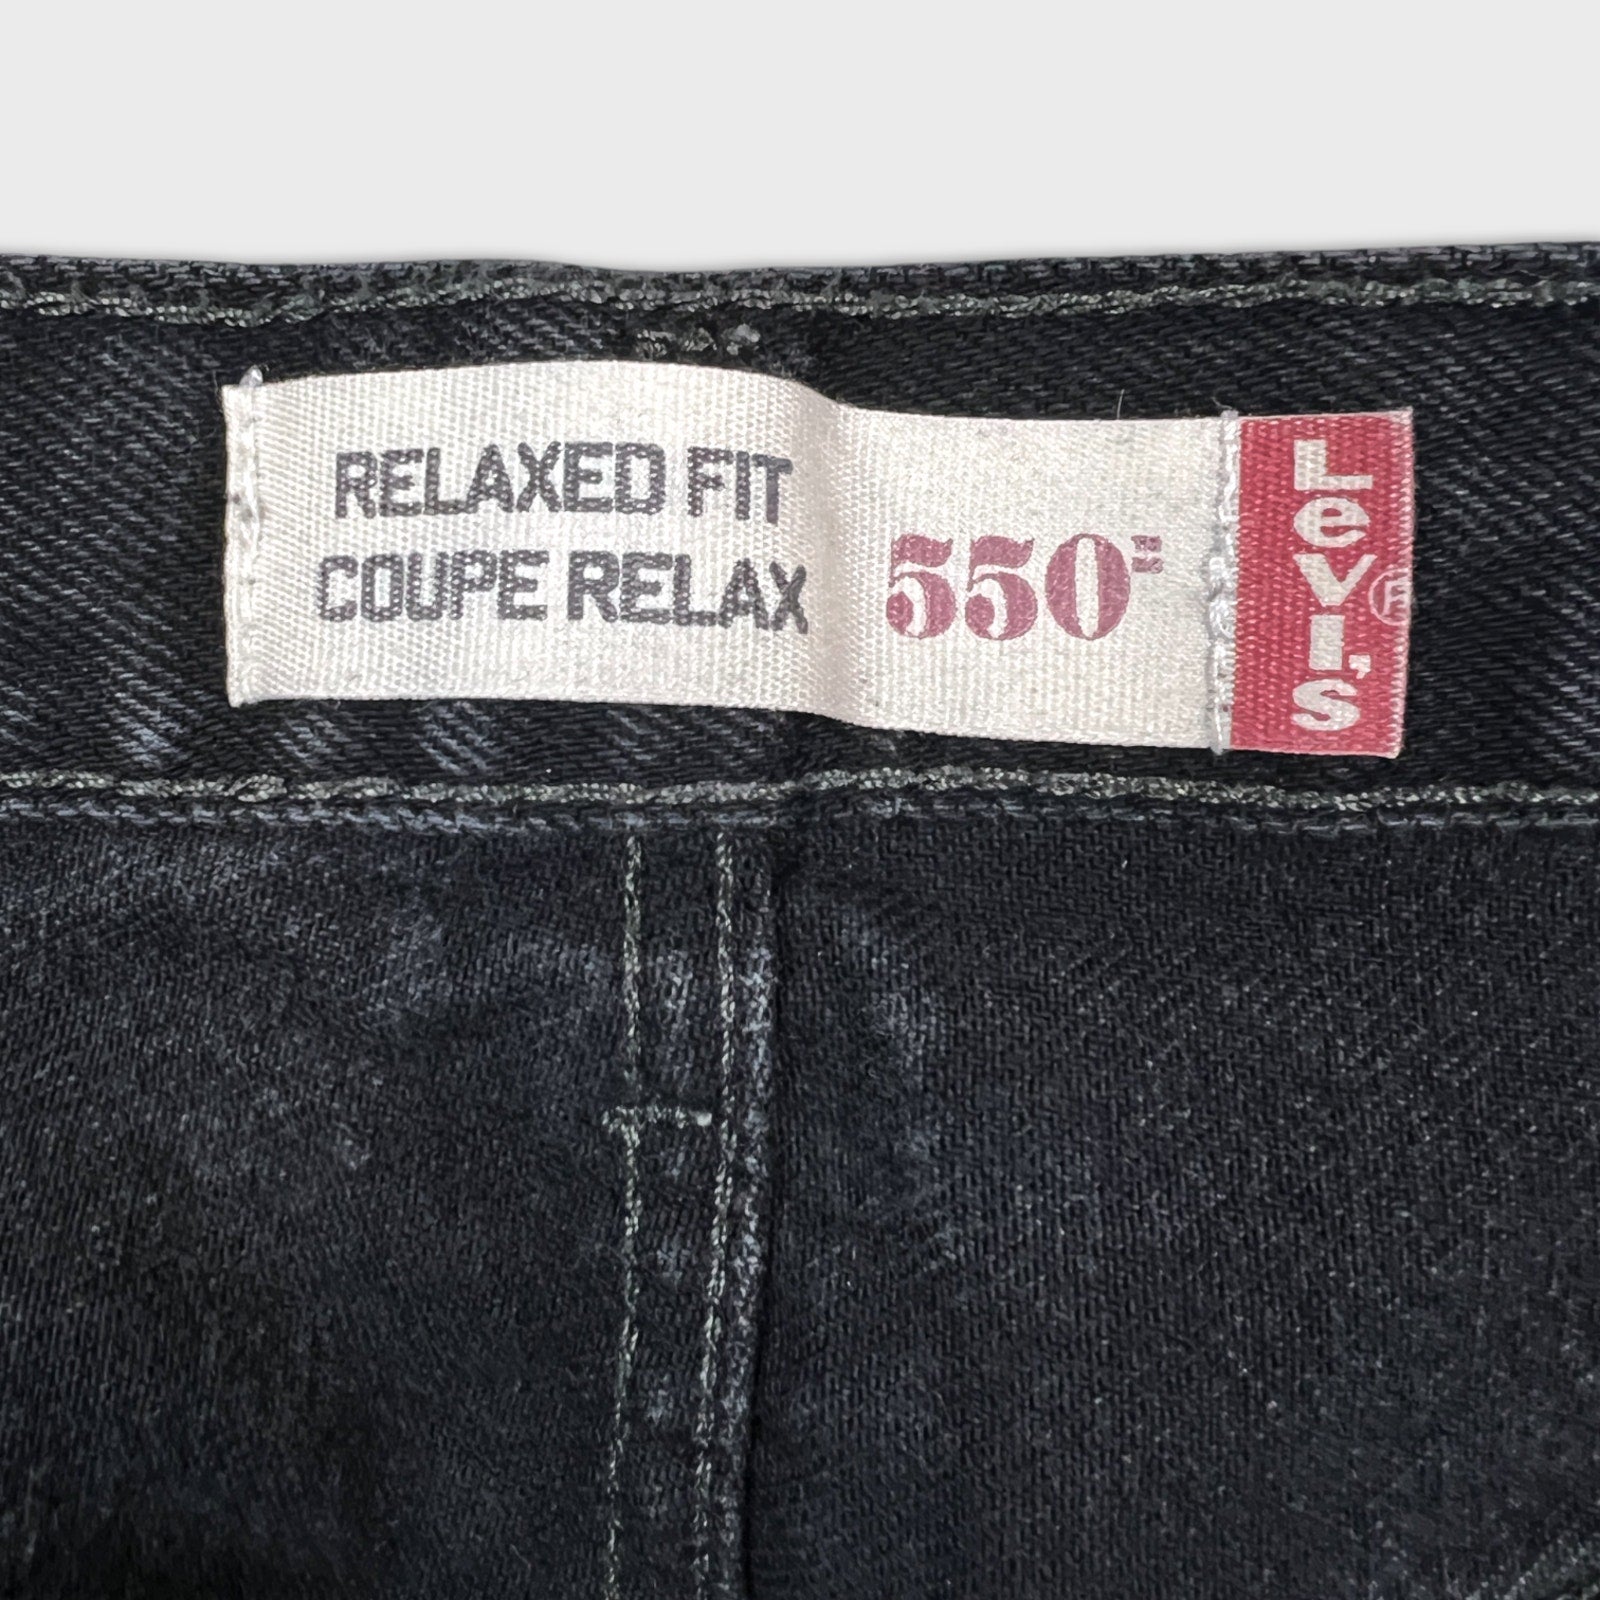 RELAXED FIT
COUPE RELAX
550
Levi's®